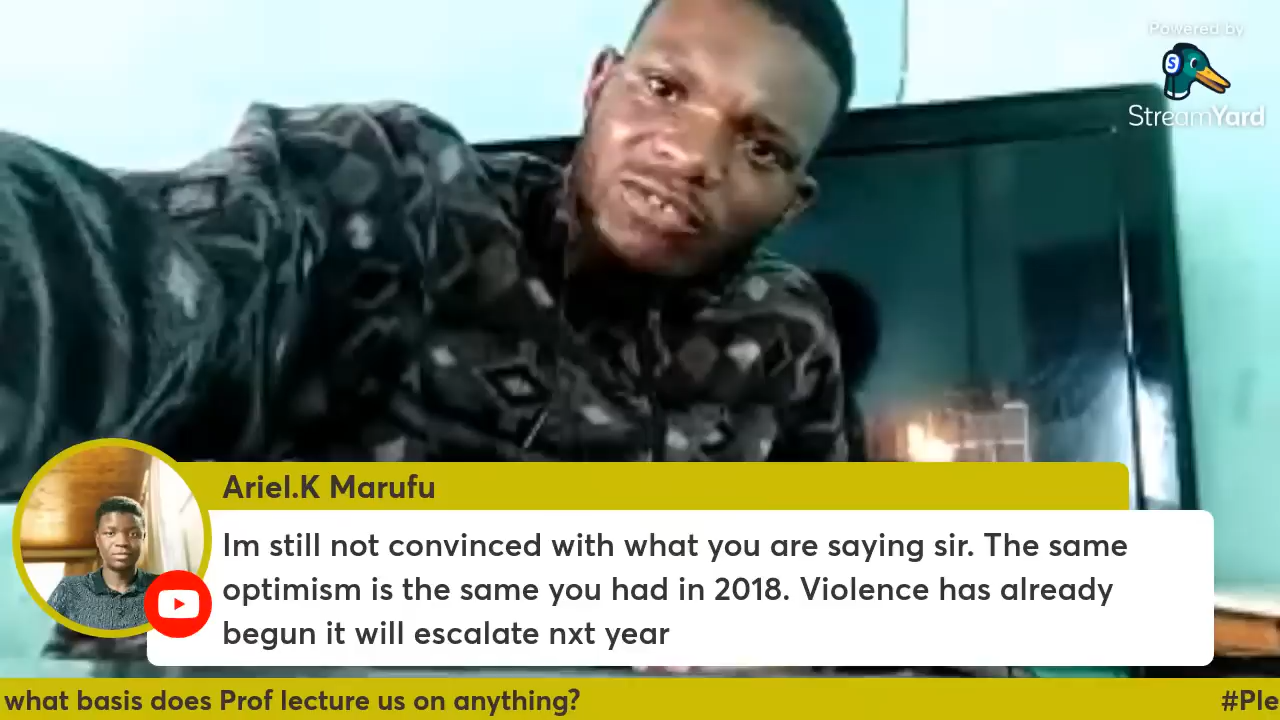 Powered by
StreamYard
Ariel.K Marufu
Im still not convinced with what you are saying sir. The same
optimism is the same you had in 2018. Violence has already
begun it will escalate nxt year
what basis does Prof lecture us on anything?
#Ple